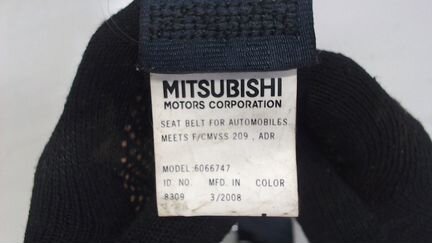 MITSUBISHI
MOTORS CORPORATION
SEAT BELT FOR AUTOMOBILES
MEETS F/CMVSS 209 , ADR
MODEL:6066747
ID. NO. MFD. IN COLOR
8309 3/2008